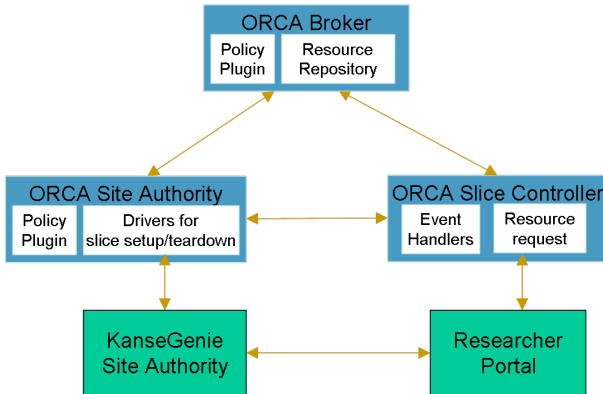 ORCA Broker
Policy
Plugin
Resource
Repository
ORCA Site Authority
Policy
Plugin
Drivers for
slice setup/teardown
ORCA Slice Controller
Event
Handlers
Resource
request
KanseGenie
Site Authority
Researcher
Portal